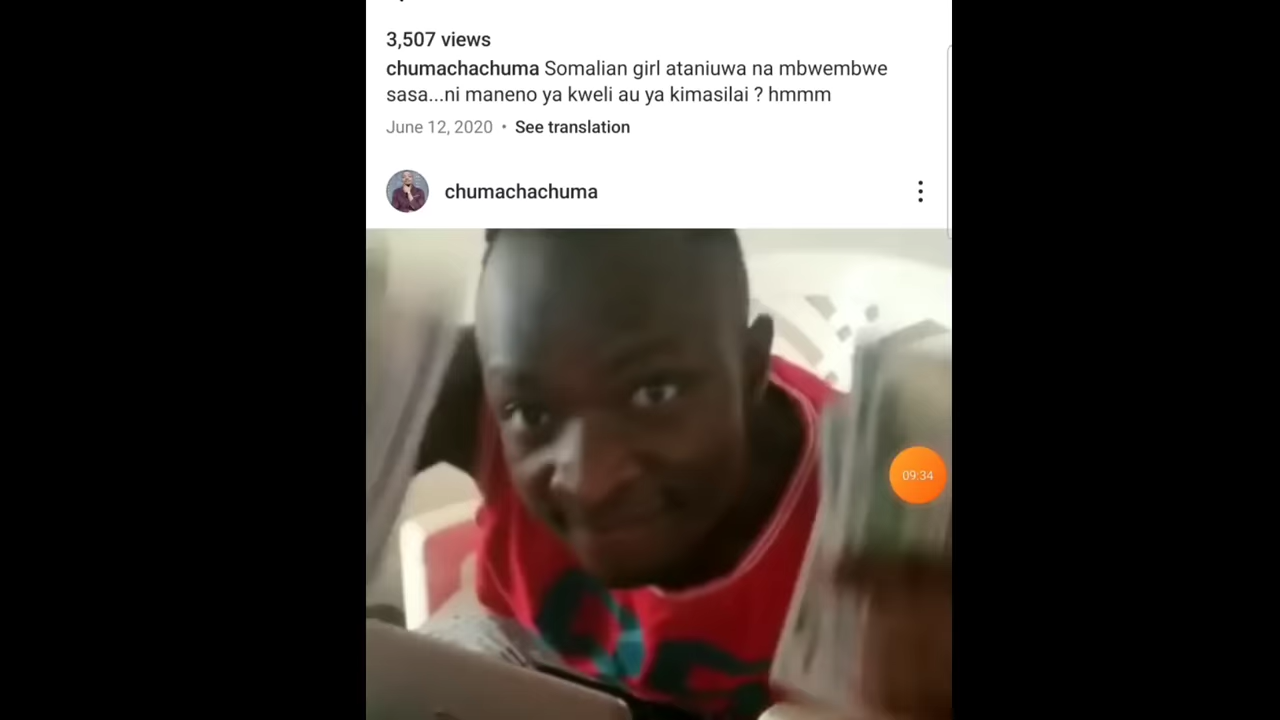 3,507 views
chumachachuma Somalian girl ataniuwa na mbwembwe
sasa...ni maneno ya kweli au ya kimasilai ? hmmm
June 12, 2020 • See translation
chumachachuma
09:34